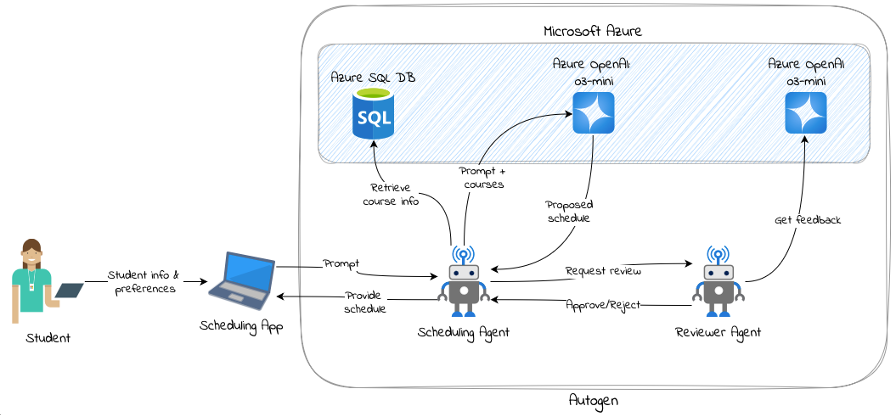 Microsoft Azure
Azure SQL DB
SQL
Azure OpenAI:
o3-mini
Azure OpenAI
o3-mini
Retrieve
course info
Prompt +
courses
Proposed
schedule
Get feedback
Student info &
preferences
Prompt
Provide
schedule
Request review
Approve/Reject
Student
Scheduling App
Scheduling Agent
Reviewer Agent
Autogen